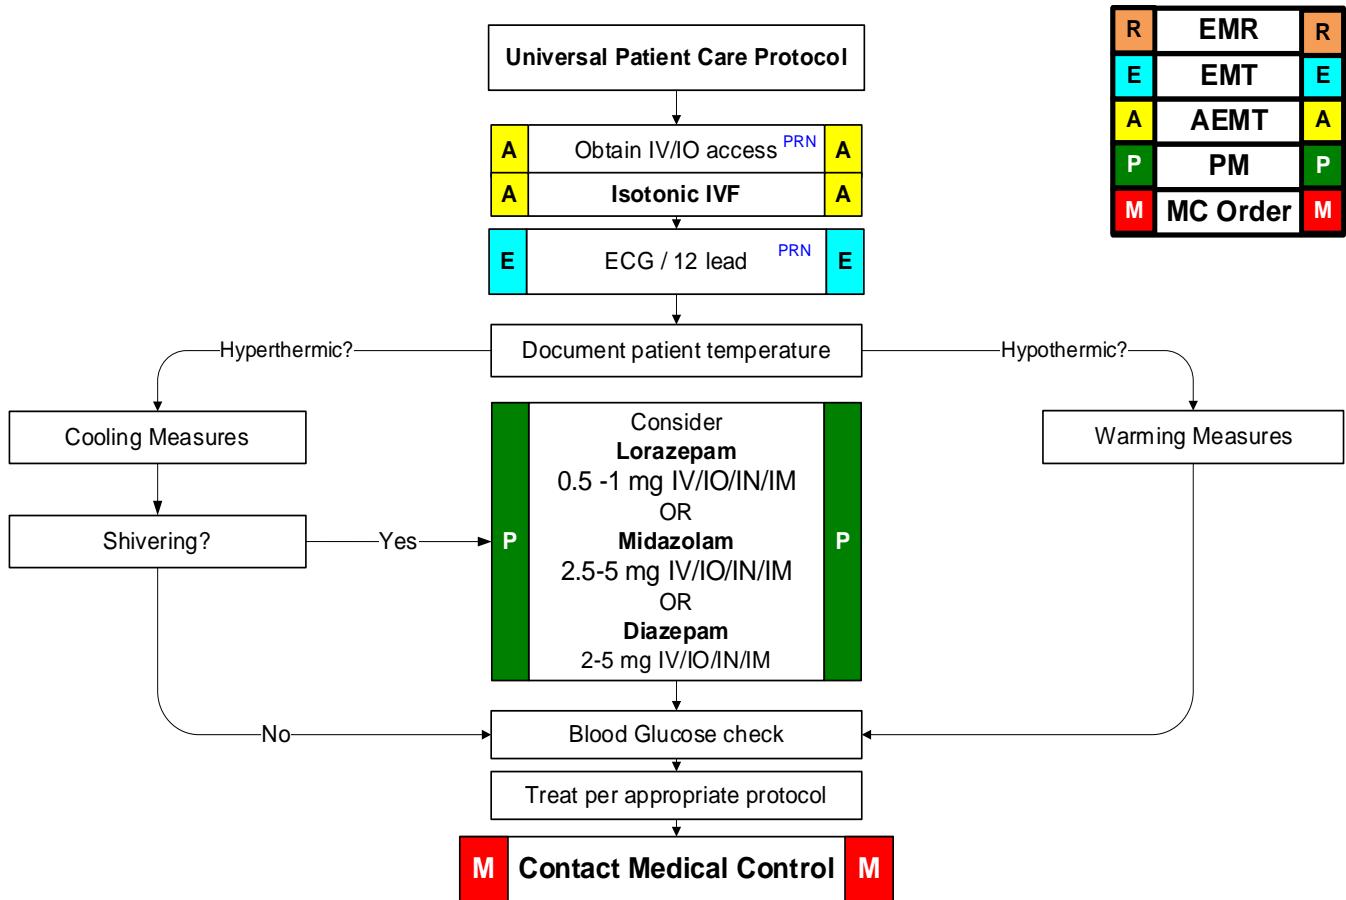 Universal Patient Care Protocol
R EMR R
E EMT E
A AEMT A
P PM P
M MC Order M
A Obtain IV/IO access PRN A
A Isotonic IVF A
E ECG / 12 lead PRN E
Hyperthermic?
Document patient temperature
Hypothermic?
Cooling Measures
Warming Measures
Shivering?
Yes
P
Consider
Lorazepam
0.5 -1 mg IV/IO/IN/IM
OR
Midazolam
2.5-5 mg IV/IO/IN/IM
OR
Diazepam
2-5 mg IV/IO/IN/IM
P
No
Blood Glucose check
Treat per appropriate protocol
M Contact Medical Control M